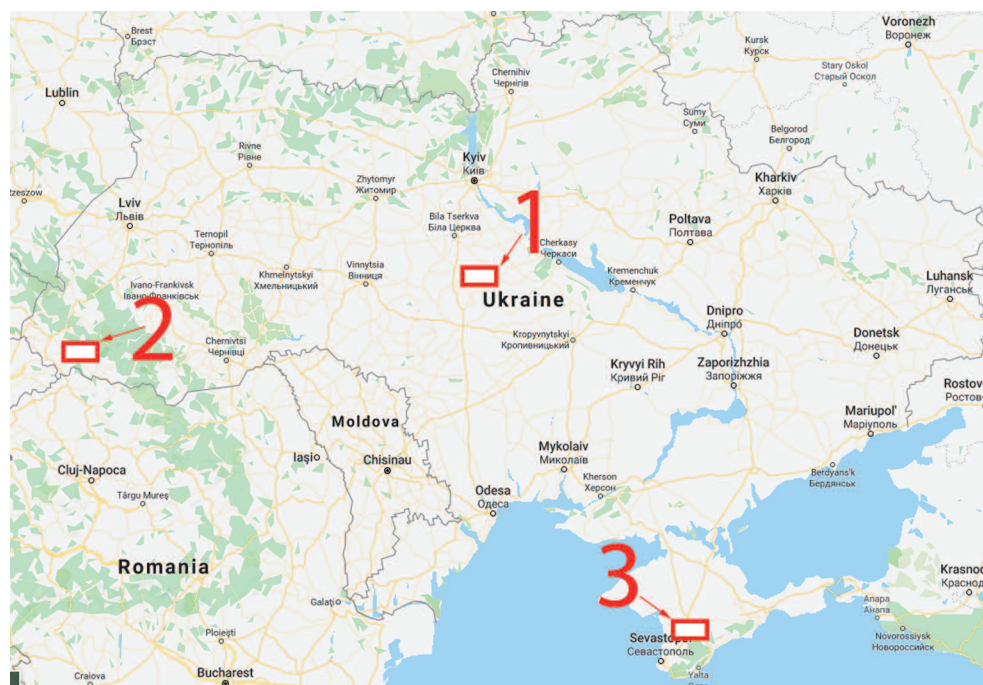 Brest
Брэст
Voronezh
Воронеж
Kursk
Курск
Stary Oskol
Старый Оскол
Chernihiv
Чернігів
Lublin
Sumy
Суми
Belgorod
Белгород
Rivne
Рівне
Kyiv
Київ
Zhytomyr
Житомир
Kharkiv
Харків
Lviv
Львів
1
Bila Tserkva
Біла Церква
Poltava
Полтава
Ternopil
Тернопіль
Cherkasy
Черкаси
Khmelnytskyi
Хмельницький
Vinnytsia
Вінниця
Kremenchuk
Кременчук
Luhansk
Луганськ
Ivano-Frankivsk
Івано-Франківськ
Ukraine
2
Dnipro
Дніпро
Donetsk
Донецьк
Chernivtsi
Чернівці
Kropyvnytskyi
Кропивницький
Kryvyi Rih
Кривий Ріг
Zaporizhzhia
Запоріжжя
Rostov
Ростов-
Mariupol'
Маріуполь
Moldova
Iași
Chisinau
Mykolaiv
Миколаїв
Cluj-Napoca
Berdyans'k
Бердянськ
Târgu Mureș
Odesa
Одеса
Kherson
Херсон
Romania
3
Krasnod
Краснод
Galați
Anapa
Анапа
Ploiești
Sevastopol
Севастополь
Novorossiysk
Новороссийск
Craiova
Bucharest
Yalta